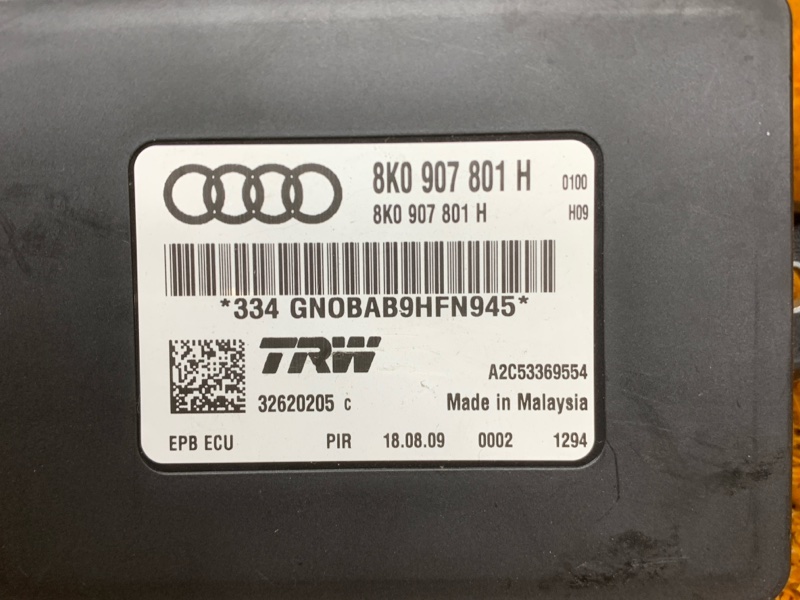 8K0 907 801 H 0100
8K0 907 801 H H09
*334 GNOBAB9HFN945*
TRW
A2C53369554
32620205 C Made in Malaysia
EPB ECU PIR 18.08.09 0002 1294